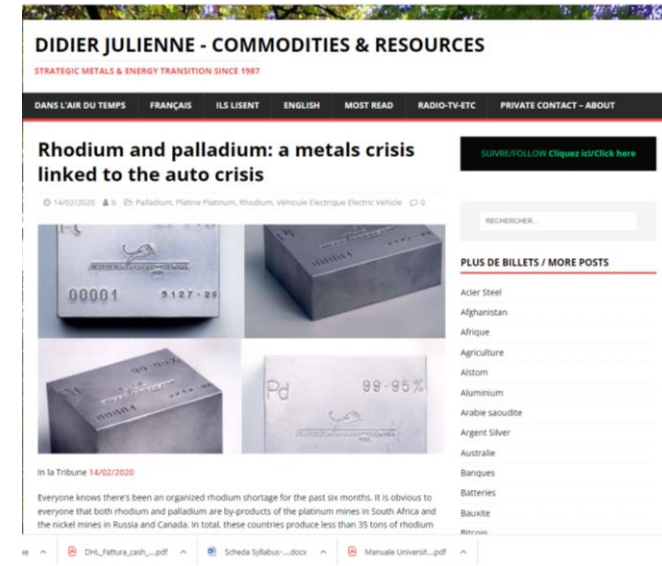 DIDIER JULIENNE - COMMODITIES & RESOURCES
STRATEGIC METALS & ENERGY TRANSITION SINCE 1987
DANS L'AIR DU TEMPS FRANÇAIS ILS LISENT ENGLISH MOST READ RADIO-TV-ETC PRIVATE CONTACT – ABOUT
Rhodium and palladium: a metals crisis
linked to the auto crisis
14/02/2020 b Palladium, Platine Platinum, Rhodium, Véhicule Electrique Electric Vehicle 0
Pt
00001
99-95%
Pd 99-95%
In la Tribune 14/02/2020
Everyone knows there's been an organized rhodium shortage for the past six months. It is obvious to
everyone that both rhodium and palladium are by-products of the platinum mines in South Africa and
the nickel mines in Russia and Canada. In total, these countries produce less than 35 tons of rhodium
SUIVRE/FOLLOW Cliquez ici/Click here
RECHERCHER...
PLUS DE BILLETS / MORE POSTS
Acier Steel
Afghanistan
Afrique
Agriculture
Alstom
Aluminium
Arabie saoudite
Argent Silver
Australie
Banques
Batteries
Bauxite
Bitcoin
DHL_Fattura_cash_....pdf Scheda Syllabus-....docx Manuale Universit....pdf